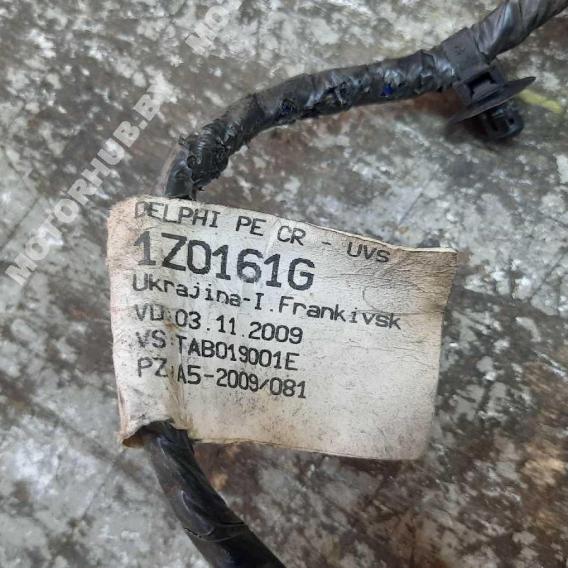 MOTORHUB.BY
DELPHI PE CR - UVS
1Z0161G
Ukrajina-I.Frankivsk
VD:03.11.2009
VS:TAB019001E
PZ:A5-2009/081